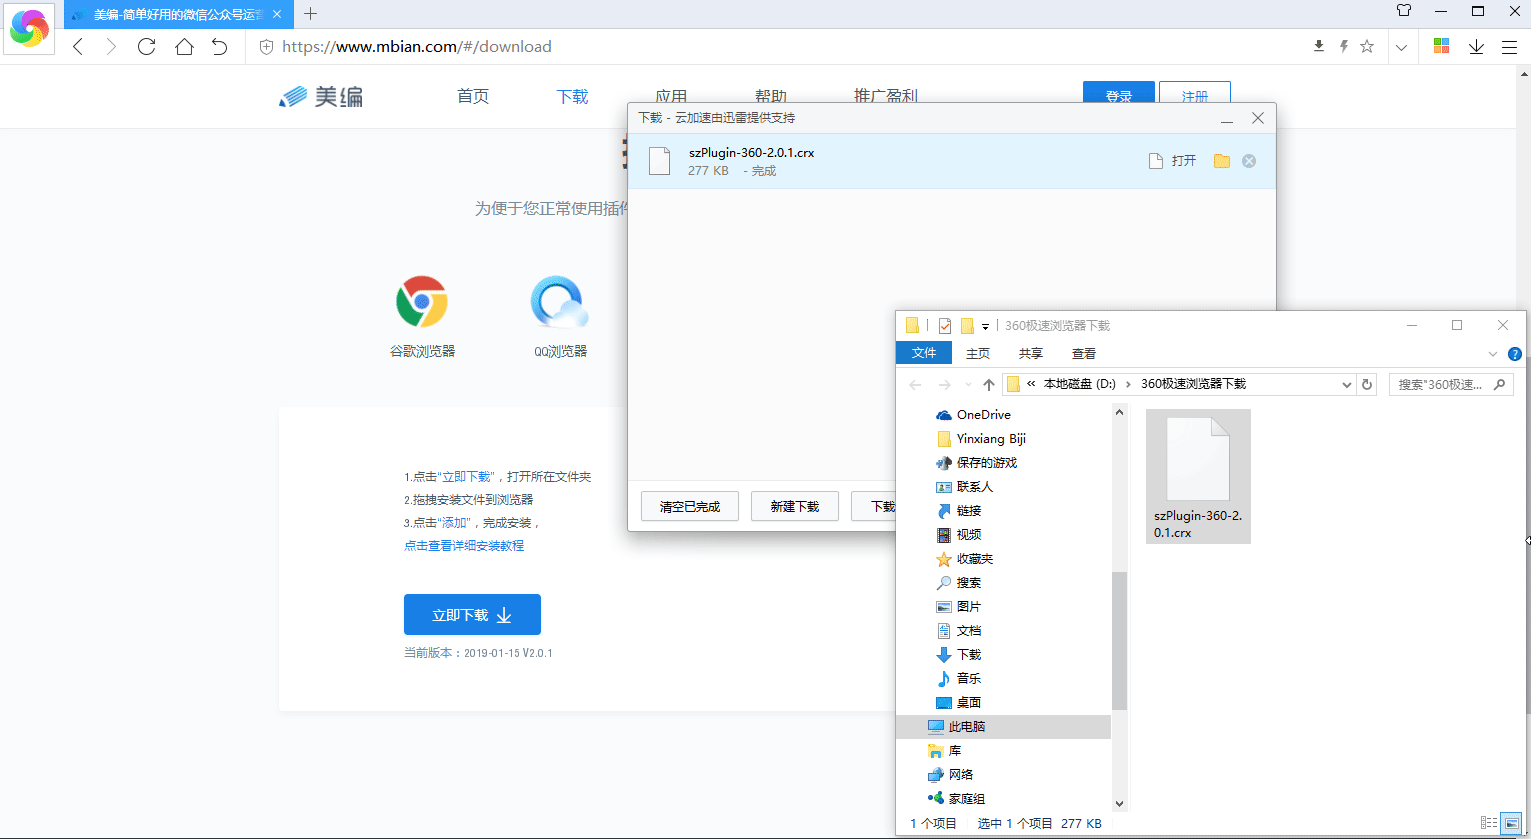 美编-简单好用的微信公众号运营
https://www.mbian.com/#/download
美编
首页
下载
应用
帮助
推广盈利
登录
注册
为便于您正常使用插件
谷歌浏览器
QQ浏览器
1.点击“立即下载”，打开所在文件夹
2.拖拽安装文件到浏览器
3.点击“添加”，完成安装，
点击查看详细安装教程
立即下载
当前版本：2019-01-15 V2.0.1
下载 - 云加速由迅雷提供支持
szPlugin-360-2.0.1.crx
277 KB - 完成
打开
清空已完成
新建下载
下载
360极速浏览器下载
文件
主页
共享
查看
« 本地磁盘 (D:) › 360极速浏览器下载
搜索"360极速...
OneDrive
Yinxiang Biji
保存的游戏
联系人
链接
视频
收藏夹
搜索
图片
文档
下载
音乐
桌面
此电脑
库
网络
家庭组
szPlugin-360-2.
0.1.crx
1 个项目
选中 1 个项目 277 KB